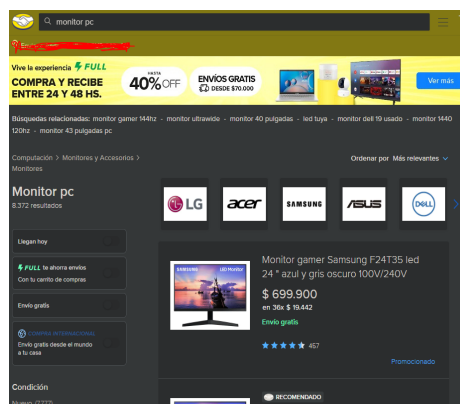 monitor pc
Vive la experiencia FULL
COMPRA Y RECIBE
ENTRE 24 Y 48 HS.
HASTA
40% OFF
ENVÍOS GRATIS
DESDE $70.000
Ver más
Búsquedas relacionadas: monitor gamer 144hz - monitor ultrawide - monitor 40 pulgadas - led tuya - monitor dell 19 usado - monitor 1440
120hz - monitor 43 pulgadas pc
Computación > Monitores y Accesorios >
Monitores
Ordenar por Más relevantes
Monitor pc
8.372 resultados
LG
acer
SAMSUNG
ASUS
DELL
Llegan hoy
FULL te ahorra envíos
Con tu carrito de compras
Envío gratis
COMPRA INTERNACIONAL
Envío gratis desde el mundo
a tu casa
Condición
SAMSUNG LED Monitor
Monitor gamer Samsung F24T35 led
24 " azul y gris oscuro 100V/240V
$ 699.900
en 36x $ 19.442
Envío gratis
457
Promocionado
RECOMENDADO